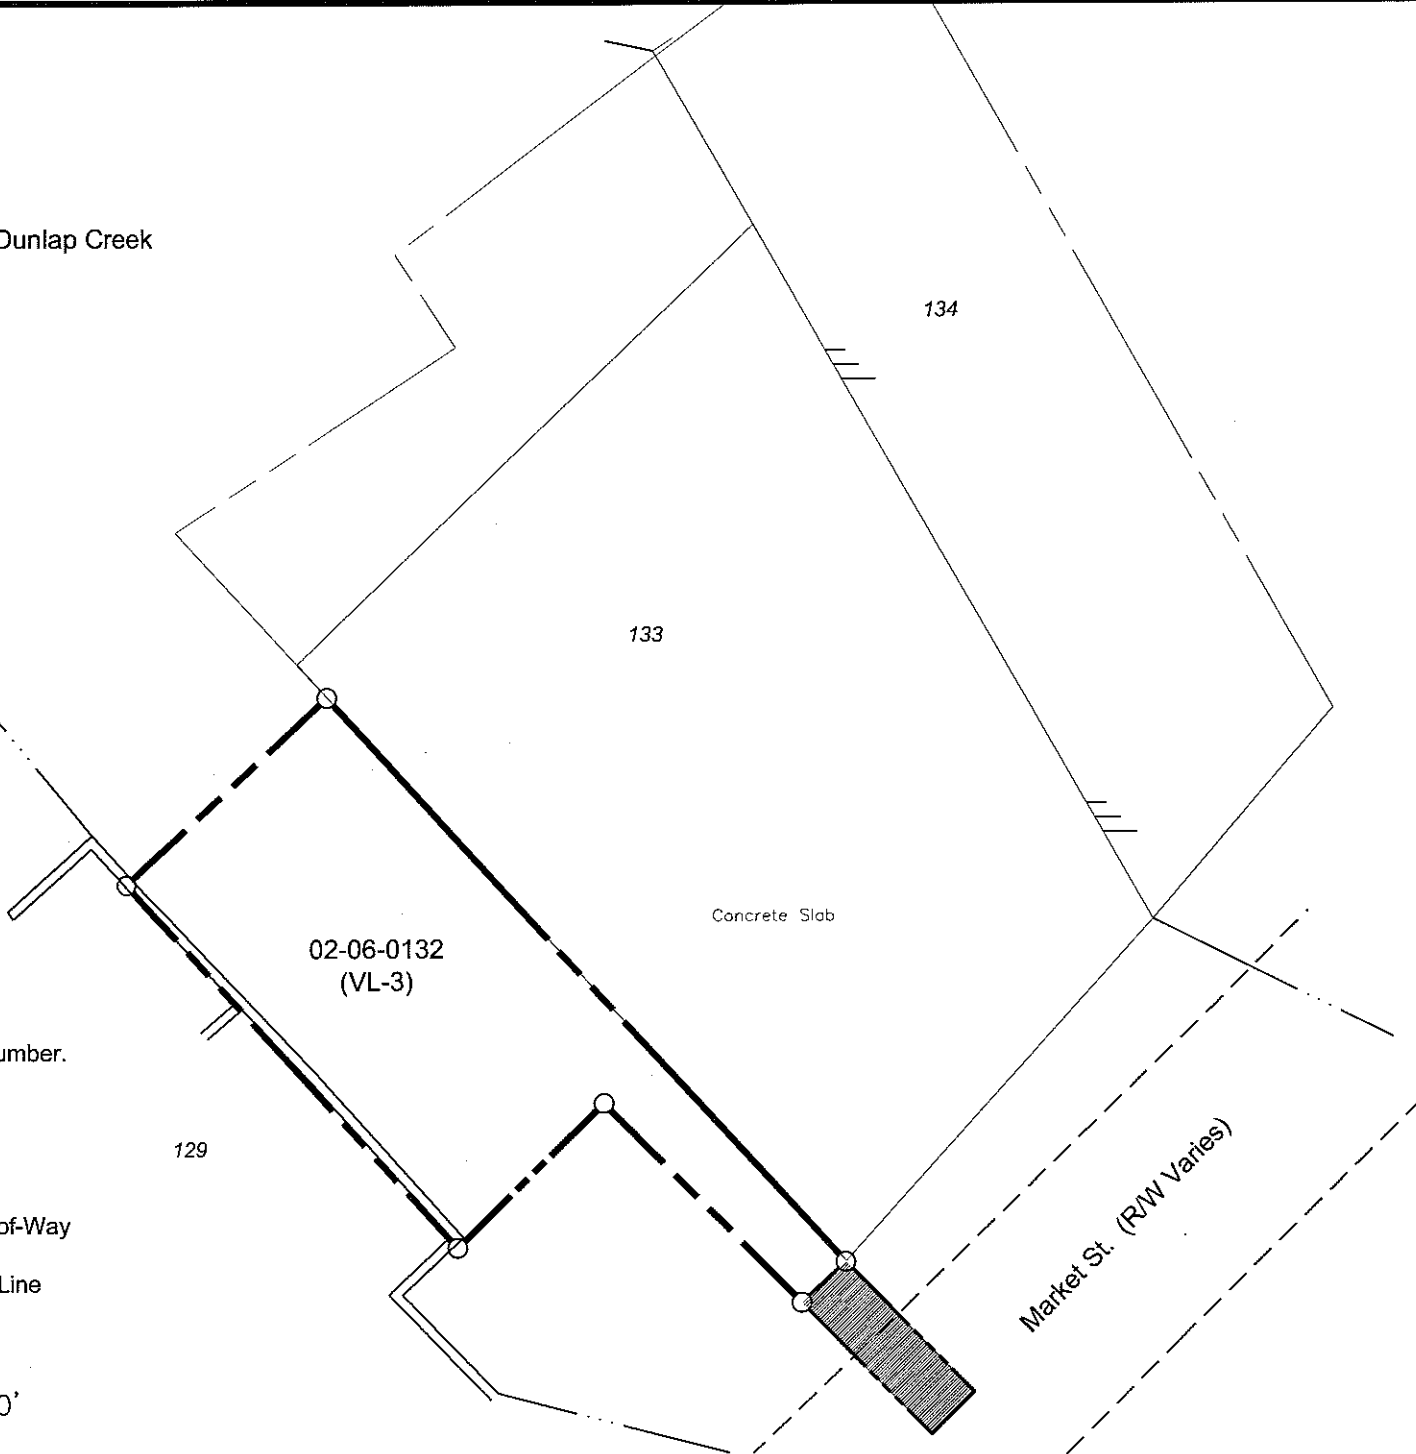 Dunlap Creek
134
133
Concrete Slab
02-06-0132
(VL-3)
umber.
129
of-Way
Market St. (R/W Varies)
Line
0'